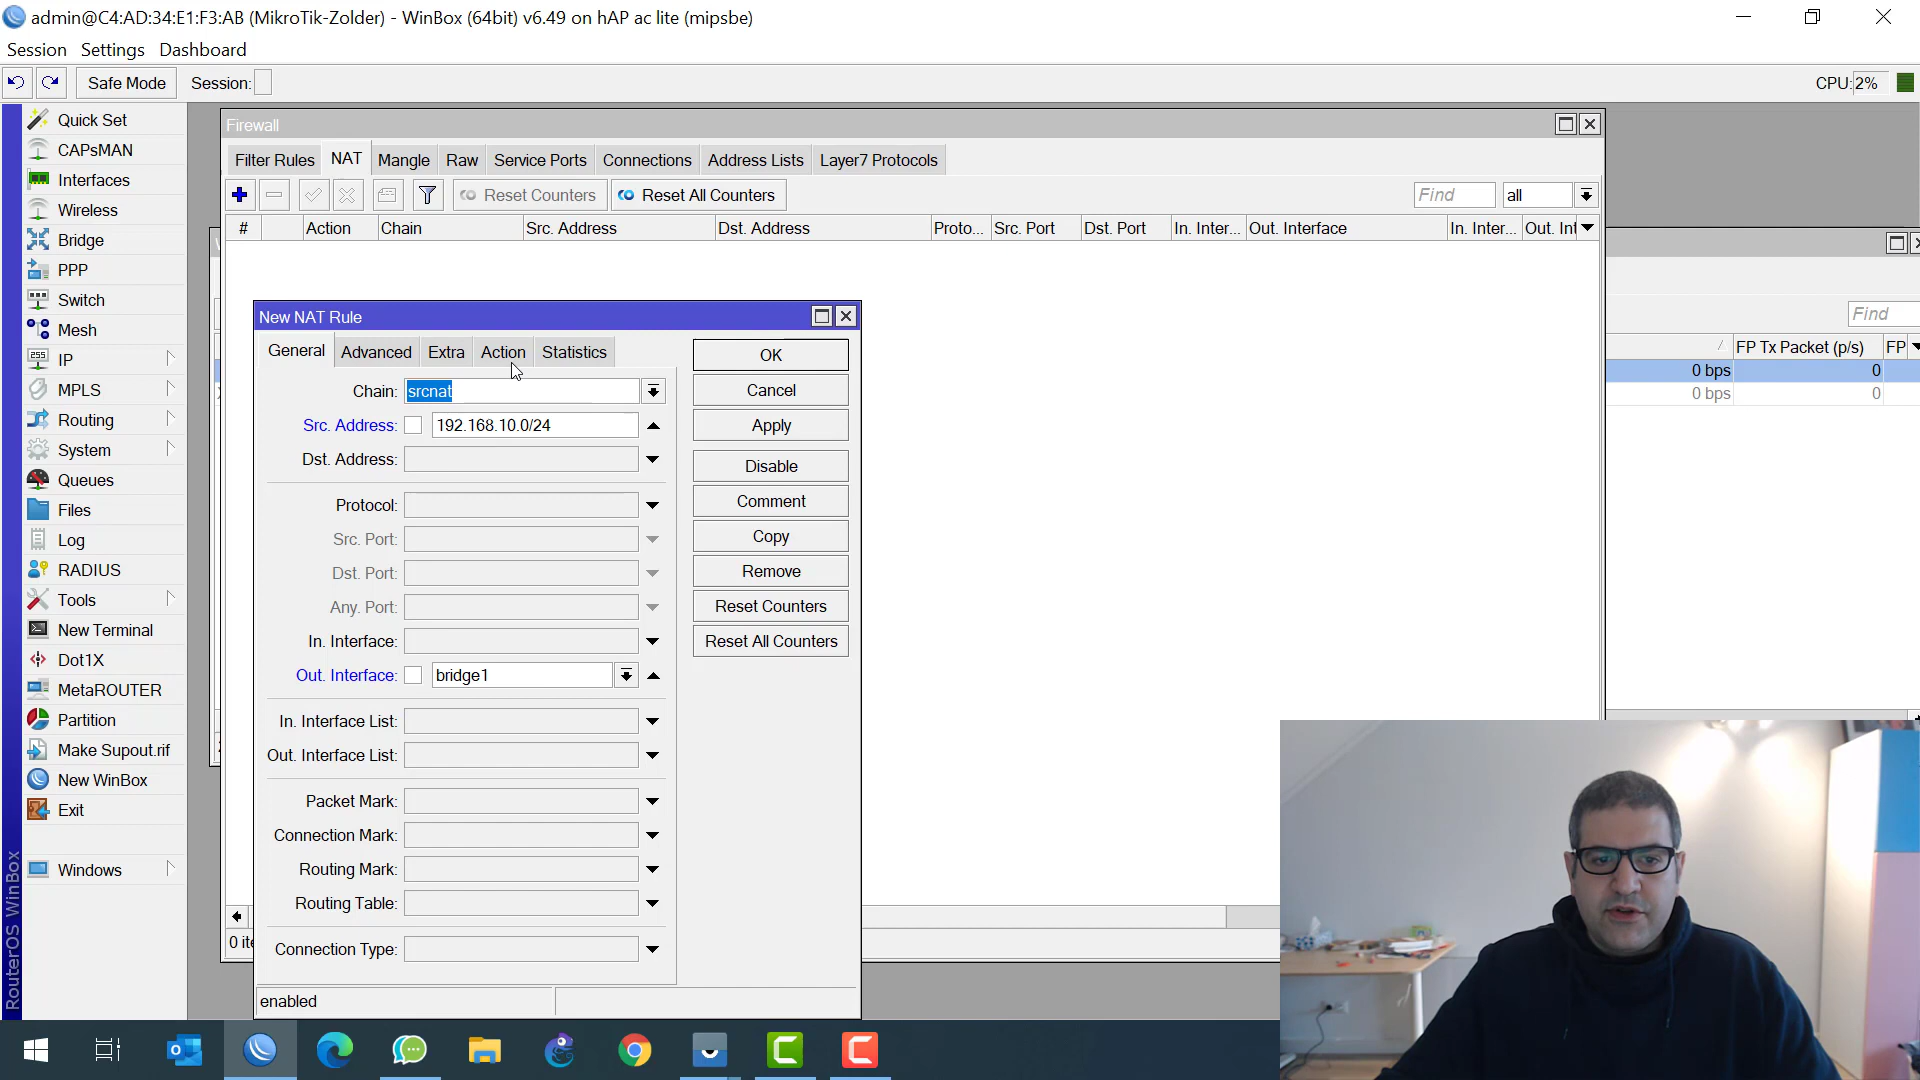 admin@C4:AD:34:E1:F3:AB (MikroTik-Zolder) - WinBox (64bit) v6.49 on hAP ac lite (mipsbe)
Session Settings Dashboard
Safe Mode Session: CPU: 2%
Quick Set
CAPsMAN
Interfaces
Wireless
Bridge
PPP
Switch
Mesh
IP
MPLS
Routing
System
Queues
Files
Log
RADIUS
Tools
New Terminal
Dot1X
MetaROUTER
Partition
Make Supout.rif
New WinBox
Exit
Windows
RouterOS WinBox
Firewall
Filter Rules NAT Mangle Raw Service Ports Connections Address Lists Layer7 Protocols
Reset Counters Reset All Counters Find all
# Action Chain Src. Address Dst. Address Proto... Src. Port Dst. Port In. Inter... Out. Interface In. Inter... Out. Int
New NAT Rule
General Advanced Extra Action Statistics
Chain: srcnat
Src. Address: 192.168.10.0/24
Dst. Address:
Protocol:
Src. Port:
Dst. Port:
Any. Port:
In. Interface:
Out. Interface: bridge1
In. Interface List:
Out. Interface List:
Packet Mark:
Connection Mark:
Routing Mark:
Routing Table:
Connection Type:
enabled
OK
Cancel
Apply
Disable
Comment
Copy
Remove
Reset Counters
Reset All Counters
0 ite
Find
FP Tx Packet (p/s) FP
0 bps 0
0 bps 0